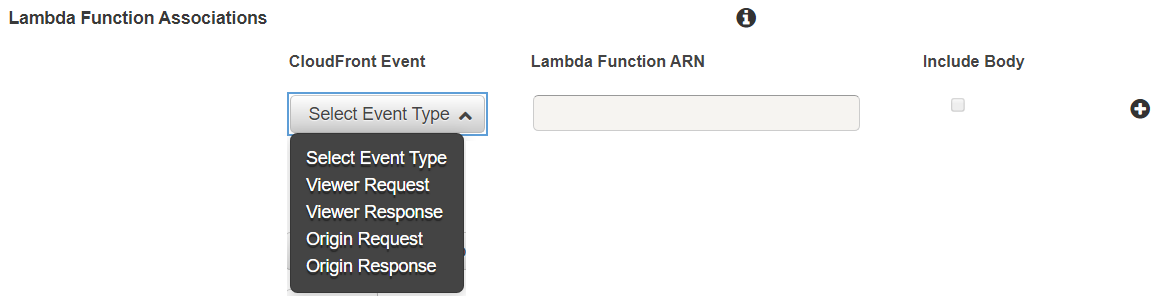 Lambda Function Associations
CloudFront Event Lambda Function ARN Include Body
Select Event Type
Select Event Type
Viewer Request
Viewer Response
Origin Request
Origin Response